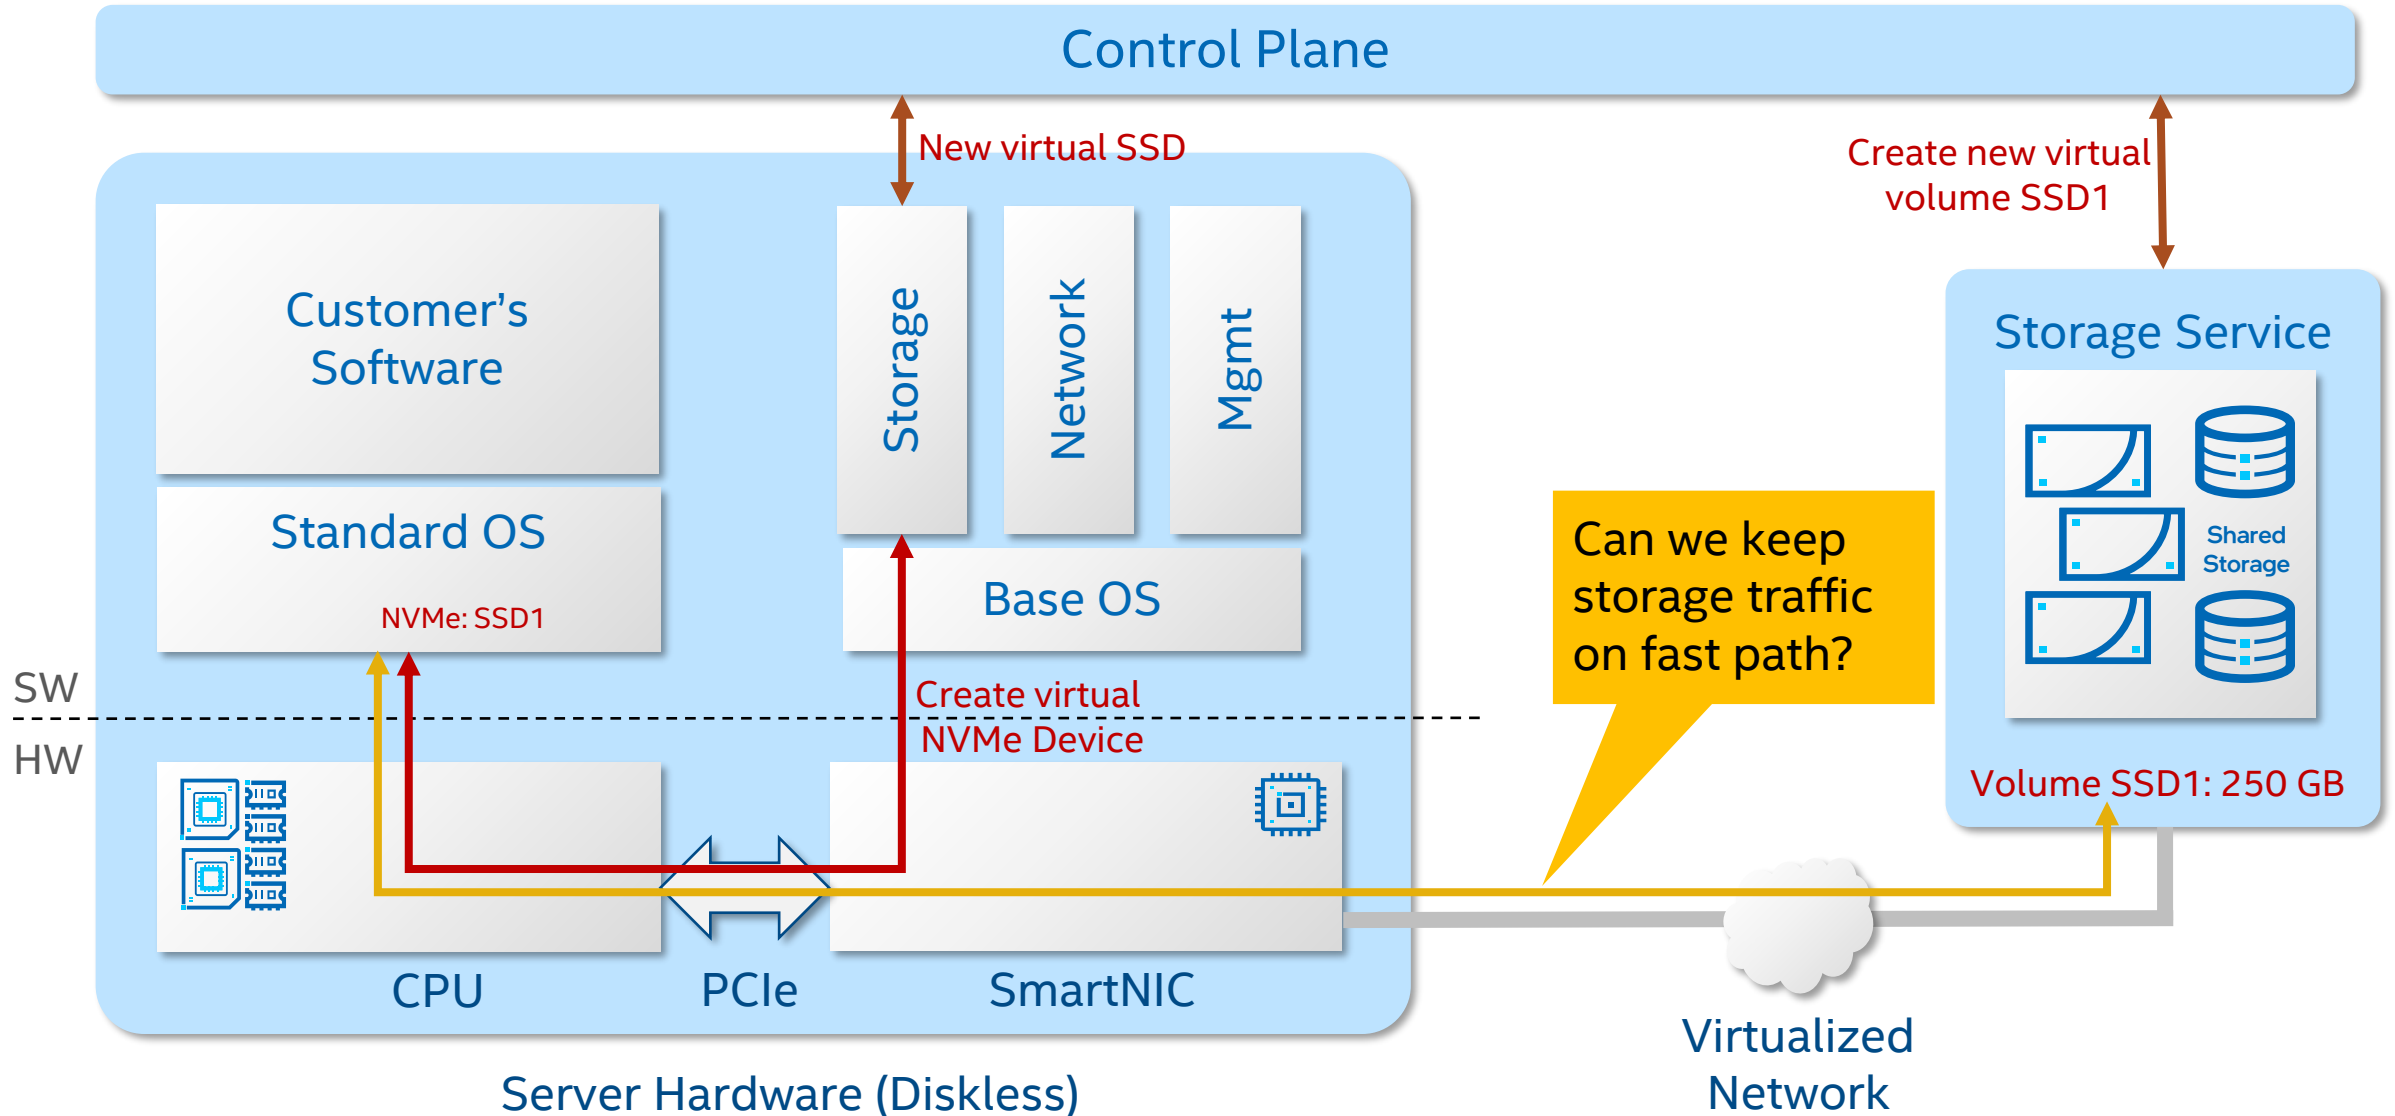 Control Plane
New virtual SSD
Create new virtual
volume SSD1
Customer's
Software
Storage
Network
Mgmt
Storage Service
Standard OS
NVMe: SSD1
Base OS
Can we keep
storage traffic
on fast path?
Shared
Storage
SW
HW
Create virtual
NVMe Device
Volume SSD1: 250 GB
CPU
PCIe
SmartNIC
Virtualized
Network
Server Hardware (Diskless)